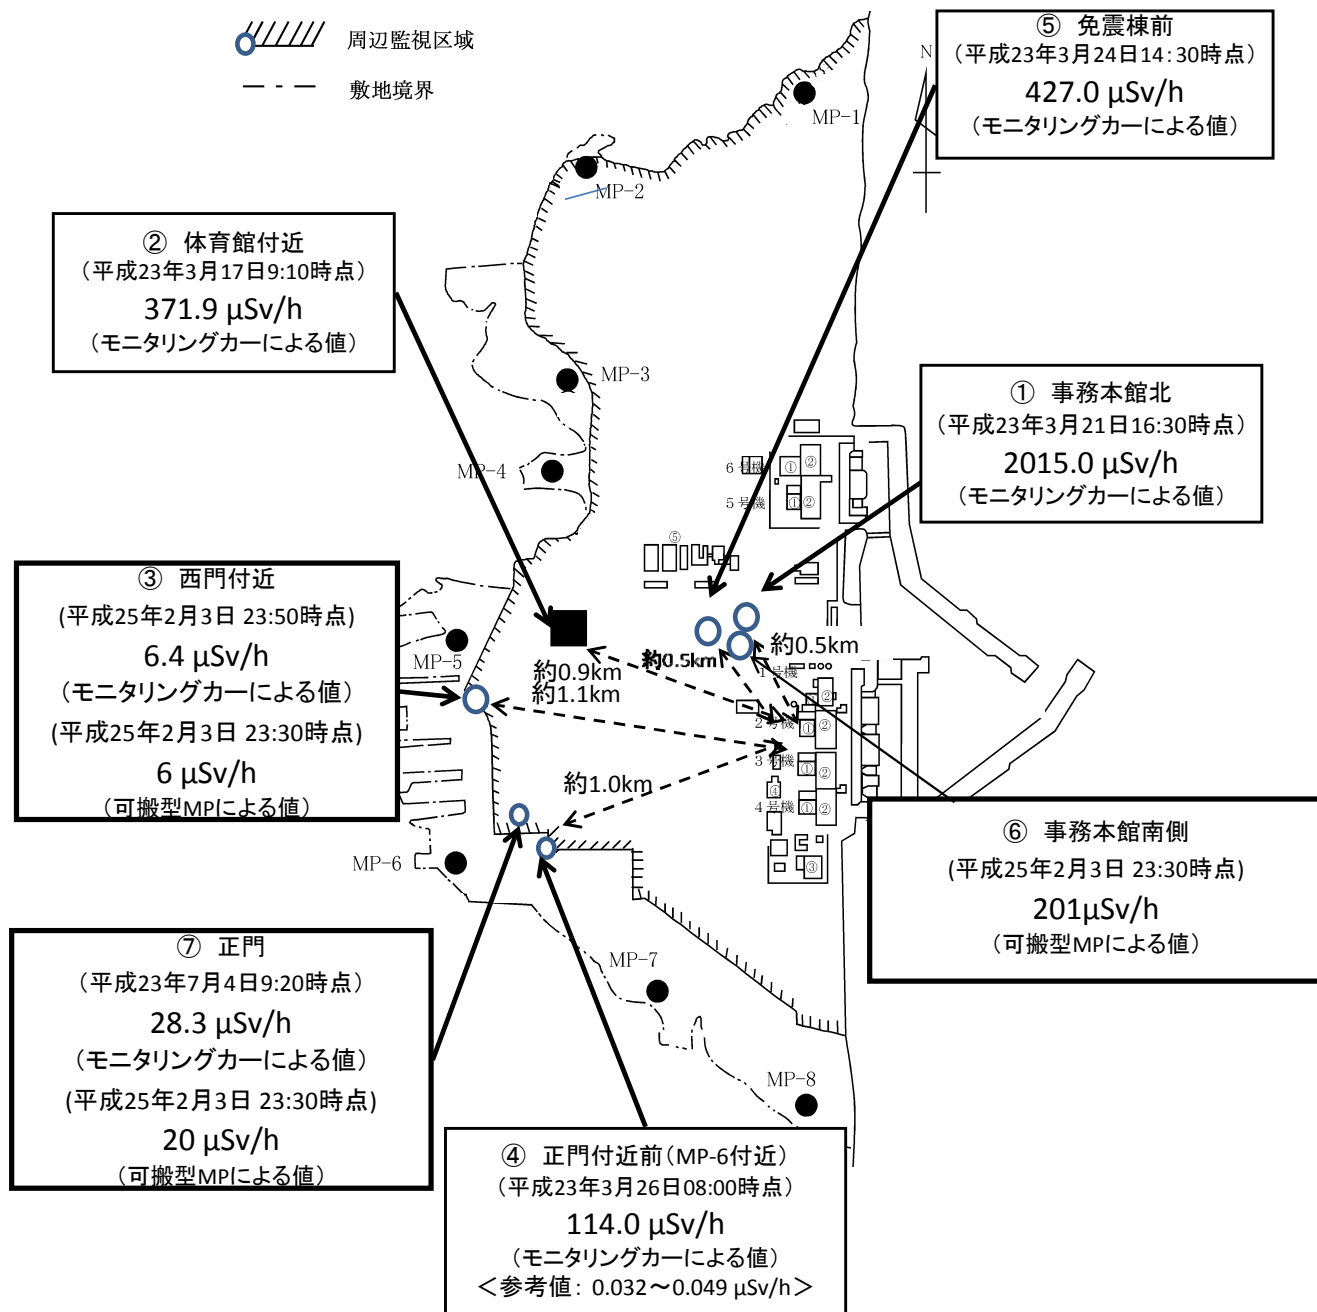 周辺監視区域
敷地境界
⑤ 免震棟前
(平成23年3月24日14:30時点)
427.0 μSv/h
(モニタリングカーによる値)
N
MP-1
MP-2
② 体育館付近
(平成23年3月17日9:10時点)
371.9 μSv/h
(モニタリングカーによる値)
MP-3
① 事務本館北
(平成23年3月21日16:30時点)
2015.0 μSv/h
(モニタリングカーによる値)
MP-4
6号機
① ②
5号機
① ②
⑤
③ 西門付近
(平成25年2月3日 23:50時点)
6.4 μSv/h
(モニタリングカーによる値)
(平成25年2月3日 23:30時点)
6 μSv/h
(可搬型MPによる値)
MP-5
約0.9km
約1.1km
約0.5km
約0.5km
1号機
②
2号機
① ②
3号機
① ②
約1.0km
④
4号機
① ②
③
MP-6
⑥ 事務本館南側
(平成25年2月3日 23:30時点)
201μSv/h
(可搬型MPによる値)
⑦ 正門
(平成23年7月4日9:20時点)
28.3 μSv/h
(モニタリングカーによる値)
(平成25年2月3日 23:30時点)
20 μSv/h
(可搬型MPによる値)
MP-7
MP-8
④ 正門付近前(MP-6付近)
(平成23年3月26日08:00時点)
114.0 μSv/h
(モニタリングカーによる値)
<参考値: 0.032～0.049 μSv/h>